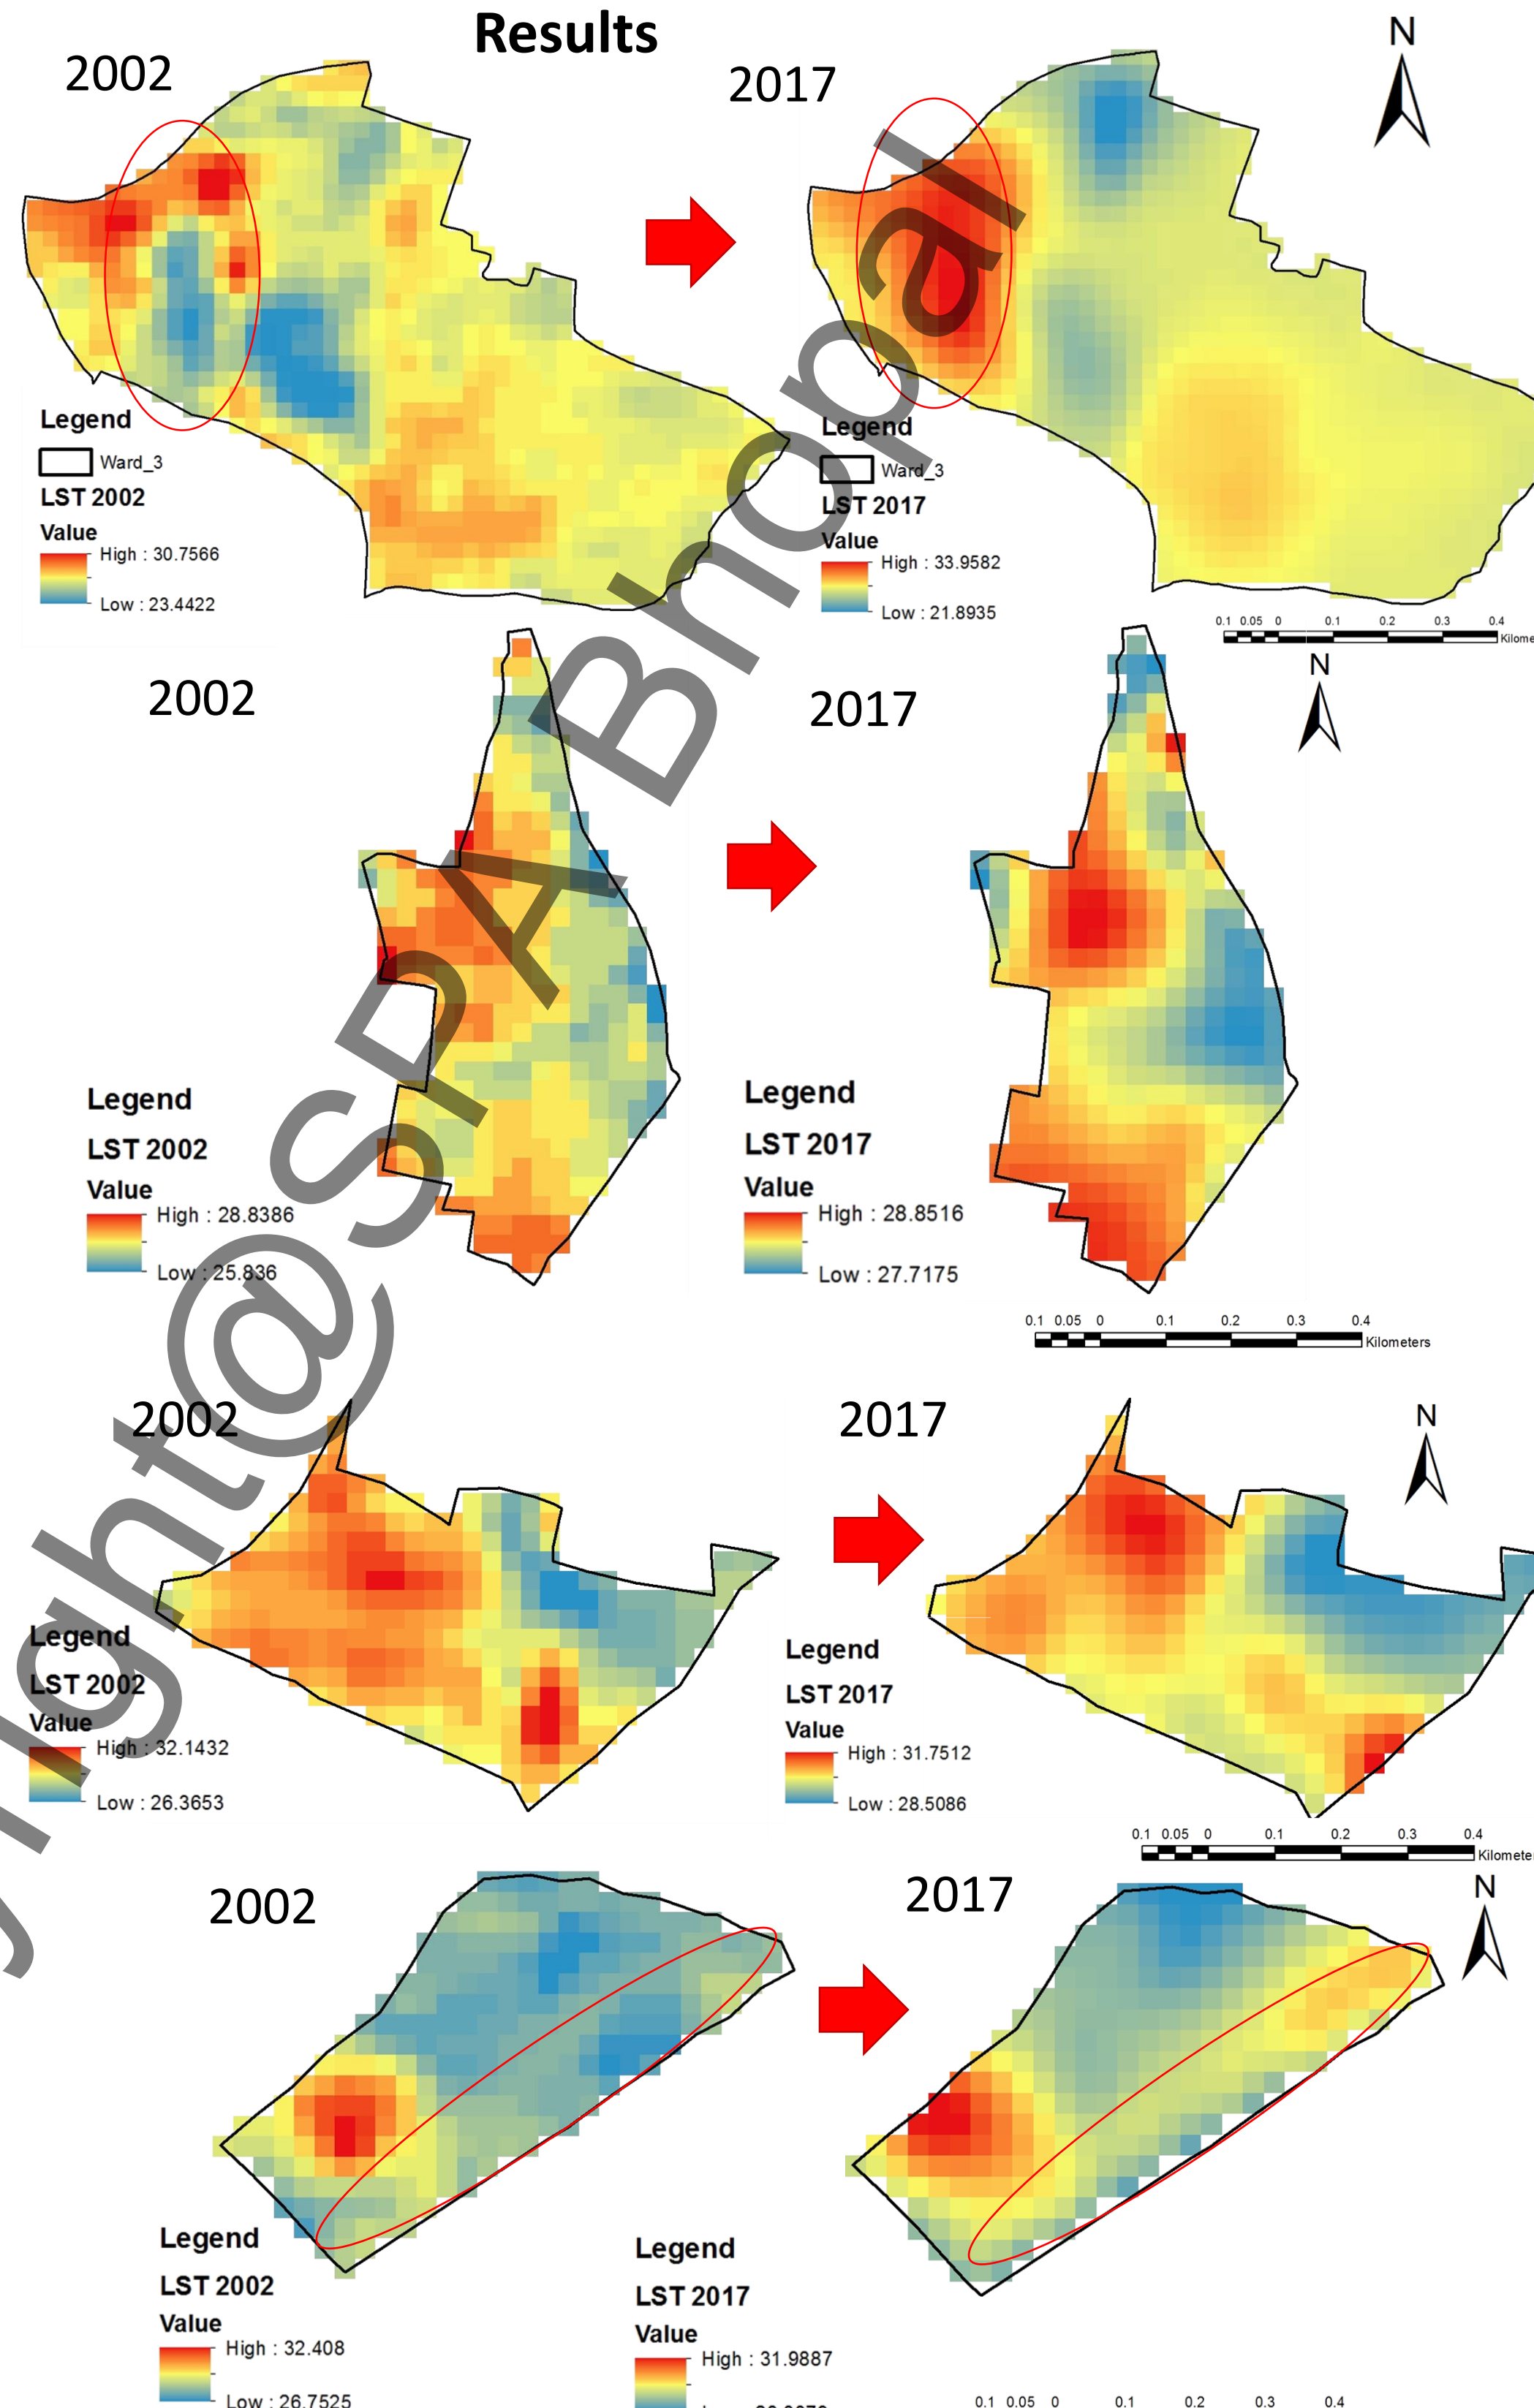 Results
2002
2017
N
Legend
Ward_3
LST 2002
Value
High : 30.7566
Low : 23.4422
Legend
Ward_3
LST 2017
Value
High : 33.9582
Low : 21.8935
0.1 0.05 0 0.1 0.2 0.3 0.4
Kilome
2002
2017
N
Legend
LST 2002
Value
High : 28.8386
Low : 25.836
Legend
LST 2017
Value
High : 28.8516
Low : 27.7175
0.1 0.05 0 0.1 0.2 0.3 0.4
Kilometers
2002
2017
N
Legend
LST 2002
Value
High : 32.1432
Low : 26.3653
Legend
LST 2017
Value
High : 31.7512
Low : 28.5086
0.1 0.05 0 0.1 0.2 0.3 0.4
Kilometer
2002
2017
N
Legend
LST 2002
Value
High : 32.408
Low : 26.7525
Legend
LST 2017
Value
High : 31.9887
0.1 0.05 0 0.1 0.2 0.3 0.4
yright@SPA Bhopal